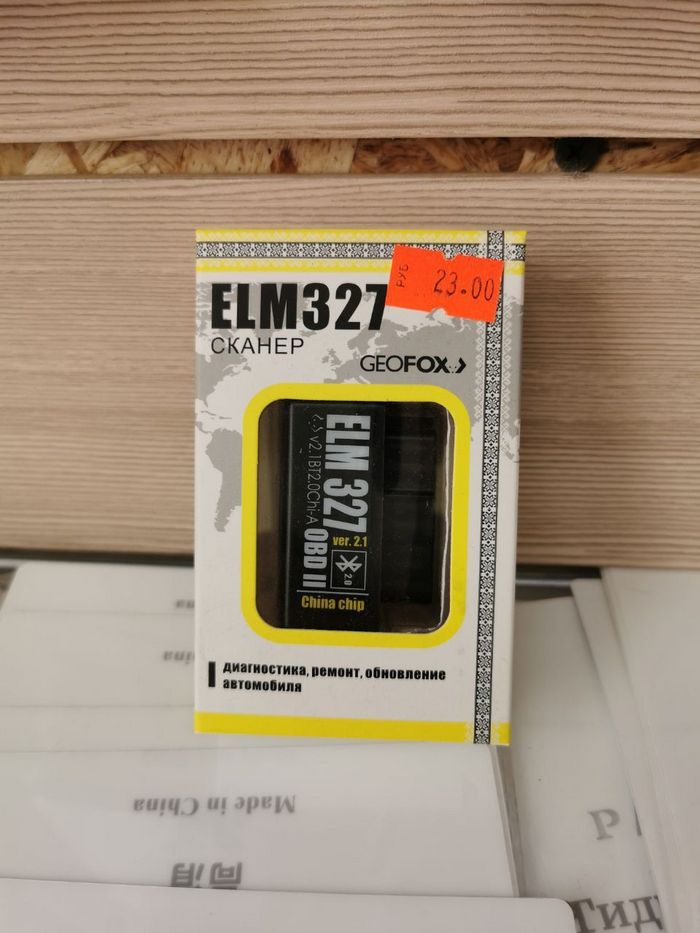 РУБ 23.00
ELM327
СКАНЕР
GEOFOX
ELM 327
ver. 2.1
v2.1BT2.0Chi-A
OBD II
2.0
China chip
диагностика, ремонт, обновление
автомобиля
Made in China